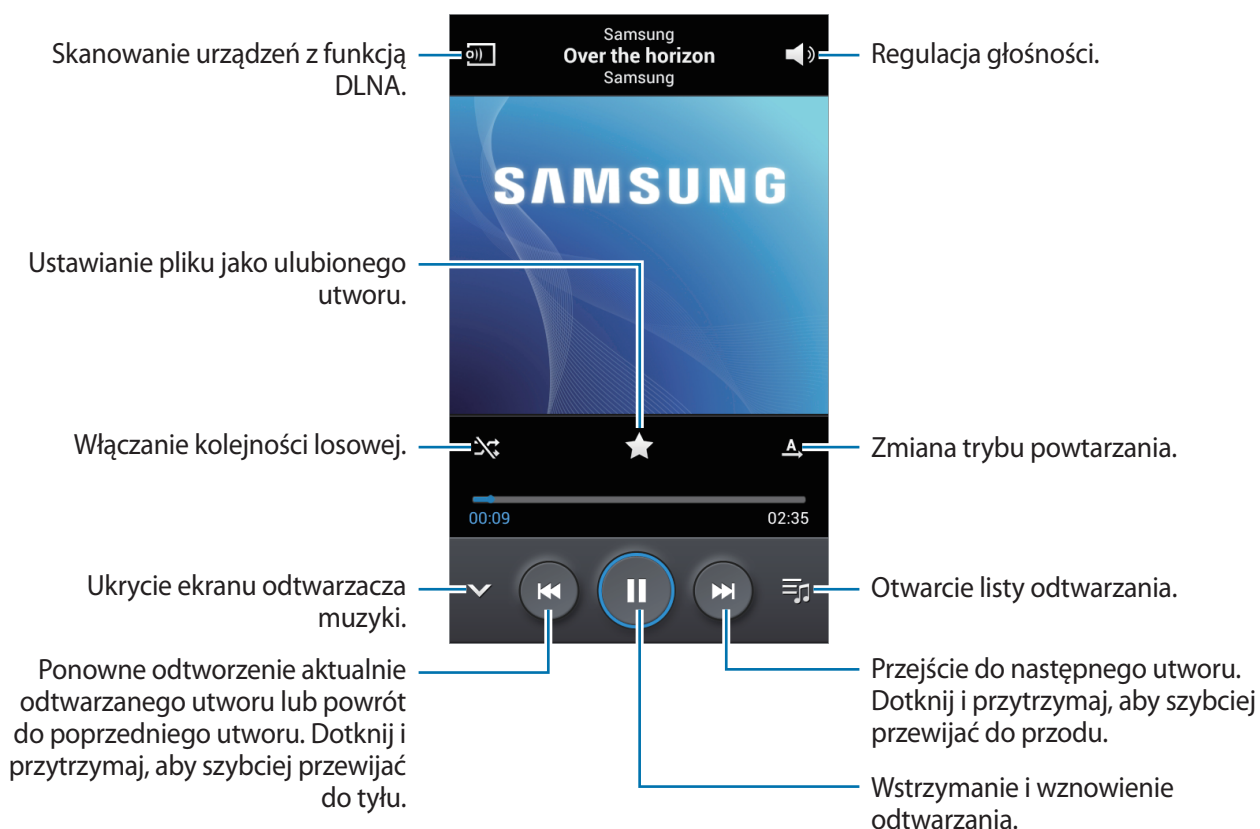 Skanowanie urządzeń z funkcją
DLNA.
Samsung
Over the horizon
Samsung
Regulacja głośności.
SAMSUNG
Ustawianie pliku jako ulubionego
utworu.
Włączanie kolejności losowej.
A
Zmiana trybu powtarzania.
00:09
02:35
Ukrycie ekranu odtwarzacza
muzyki.
Otwarcie listy odtwarzania.
Ponowne odtworzenie aktualnie
odtwarzanego utworu lub powrót
do poprzedniego utworu. Dotknij i
przytrzymaj, aby szybciej przewijać
do tyłu.
Przejście do następnego utworu.
Dotknij i przytrzymaj, aby szybciej
przewijać do przodu.
Wstrzymanie i wznowienie
odtwarzania.